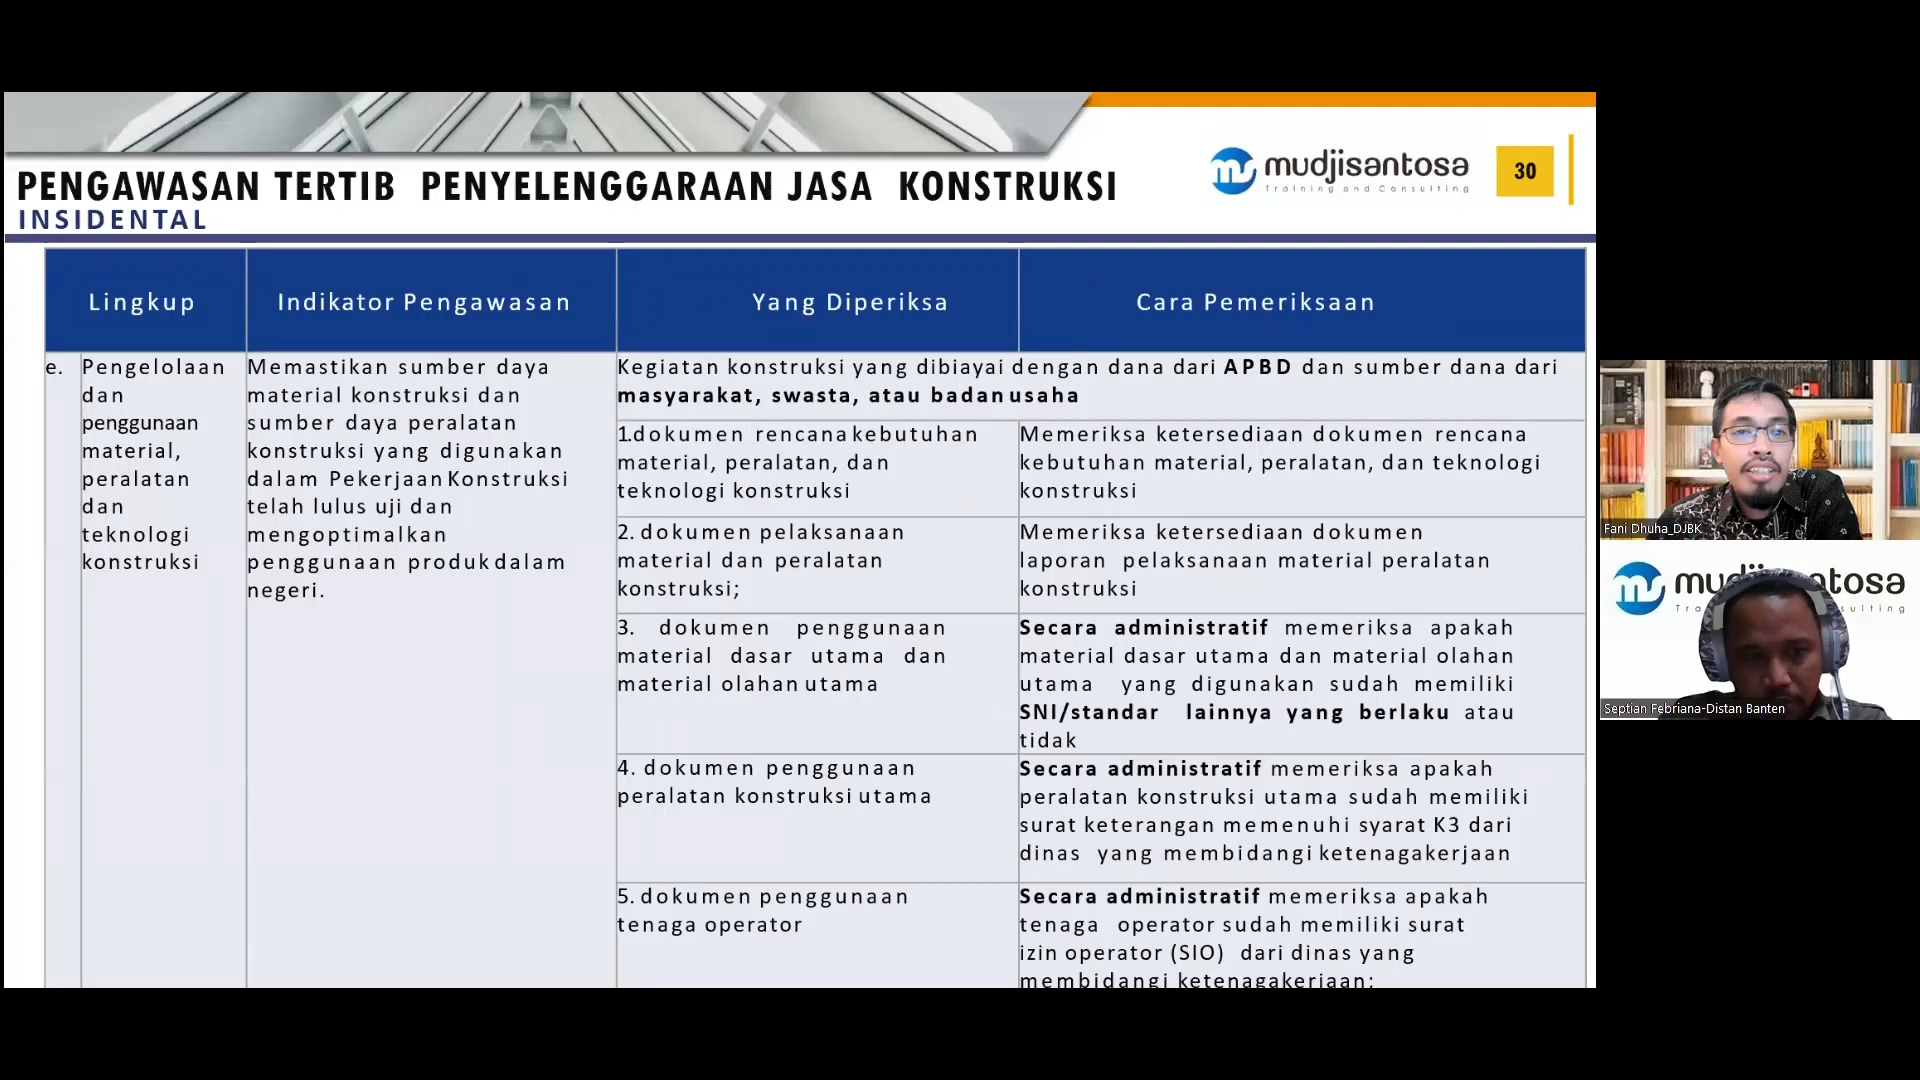 PENGAWASAN TERTIB PENYELENGGARAAN JASA KONSTRUKSI
INSIDENTAL
mudjisantosa
Training and Consulting
30
Lingkup
Indikator Pengawasan
Yang Diperiksa
Cara Pemeriksaan
e.
Pengelolaan
dan
penggunaan
material,
peralatan
dan
teknologi
konstruksi
Memastikan sumber daya
material konstruksi dan
sumber daya peralatan
konstruksi yang digunakan
dalam Pekerjaan Konstruksi
telah lulus uji dan
mengoptimalkan
penggunaan produk dalam
negeri.
Kegiatan konstruksi yang dibiayai dengan dana dari APBD dan sumber dana dari
masyarakat, swasta, atau badan usaha
1.dokumen rencana kebutuhan
material, peralatan, dan
teknologi konstruksi
Memeriksa ketersediaan dokumen rencana
kebutuhan material, peralatan, dan teknologi
konstruksi
2. dokumen pelaksanaan
material dan peralatan
konstruksi;
Memeriksa ketersediaan dokumen
laporan pelaksanaan material peralatan
konstruksi
3. dokumen penggunaan
material dasar utama dan
material olahan utama
Secara administratif memeriksa apakah
material dasar utama dan material olahan
utama yang digunakan sudah memiliki
SNI/standar lainnya yang berlaku atau
tidak
4. dokumen penggunaan
peralatan konstruksi utama
Secara administratif memeriksa apakah
peralatan konstruksi utama sudah memiliki
surat keterangan memenuhi syarat K3 dari
dinas yang membidangi ketenagakerjaan
5. dokumen penggunaan
tenaga operator
Secara administratif memeriksa apakah
tenaga operator sudah memiliki surat
izin operator (SIO) dari dinas yang
membidangi ketenagakerjaan;
Fani Dhuha_DJBK
Septian Febriana-Distan Banten